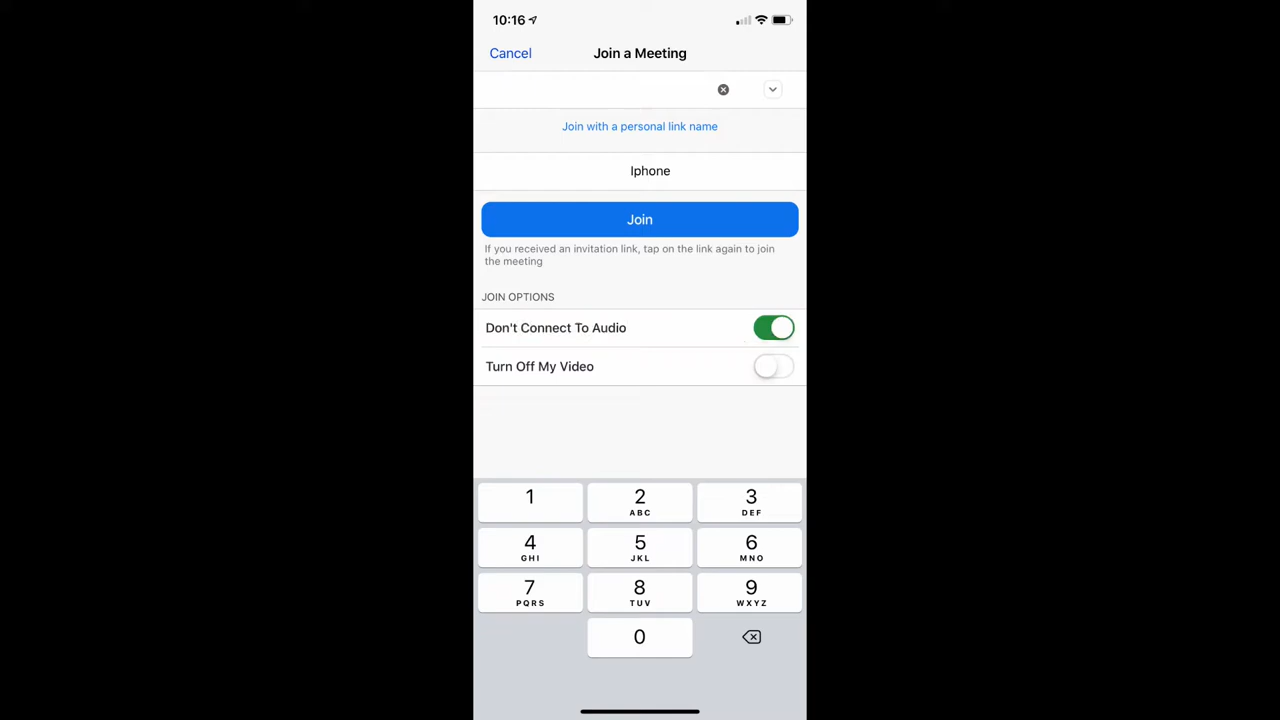 10:16
Cancel
Join a Meeting
Join with a personal link name
Iphone
Join
If you received an invitation link, tap on the link again to join
the meeting
JOIN OPTIONS
Don't Connect To Audio
Turn Off My Video
1 2 3
ABC DEF
4 5 6
GHI JKL MNO
7 8 9
PQRS TUV WXYZ
0